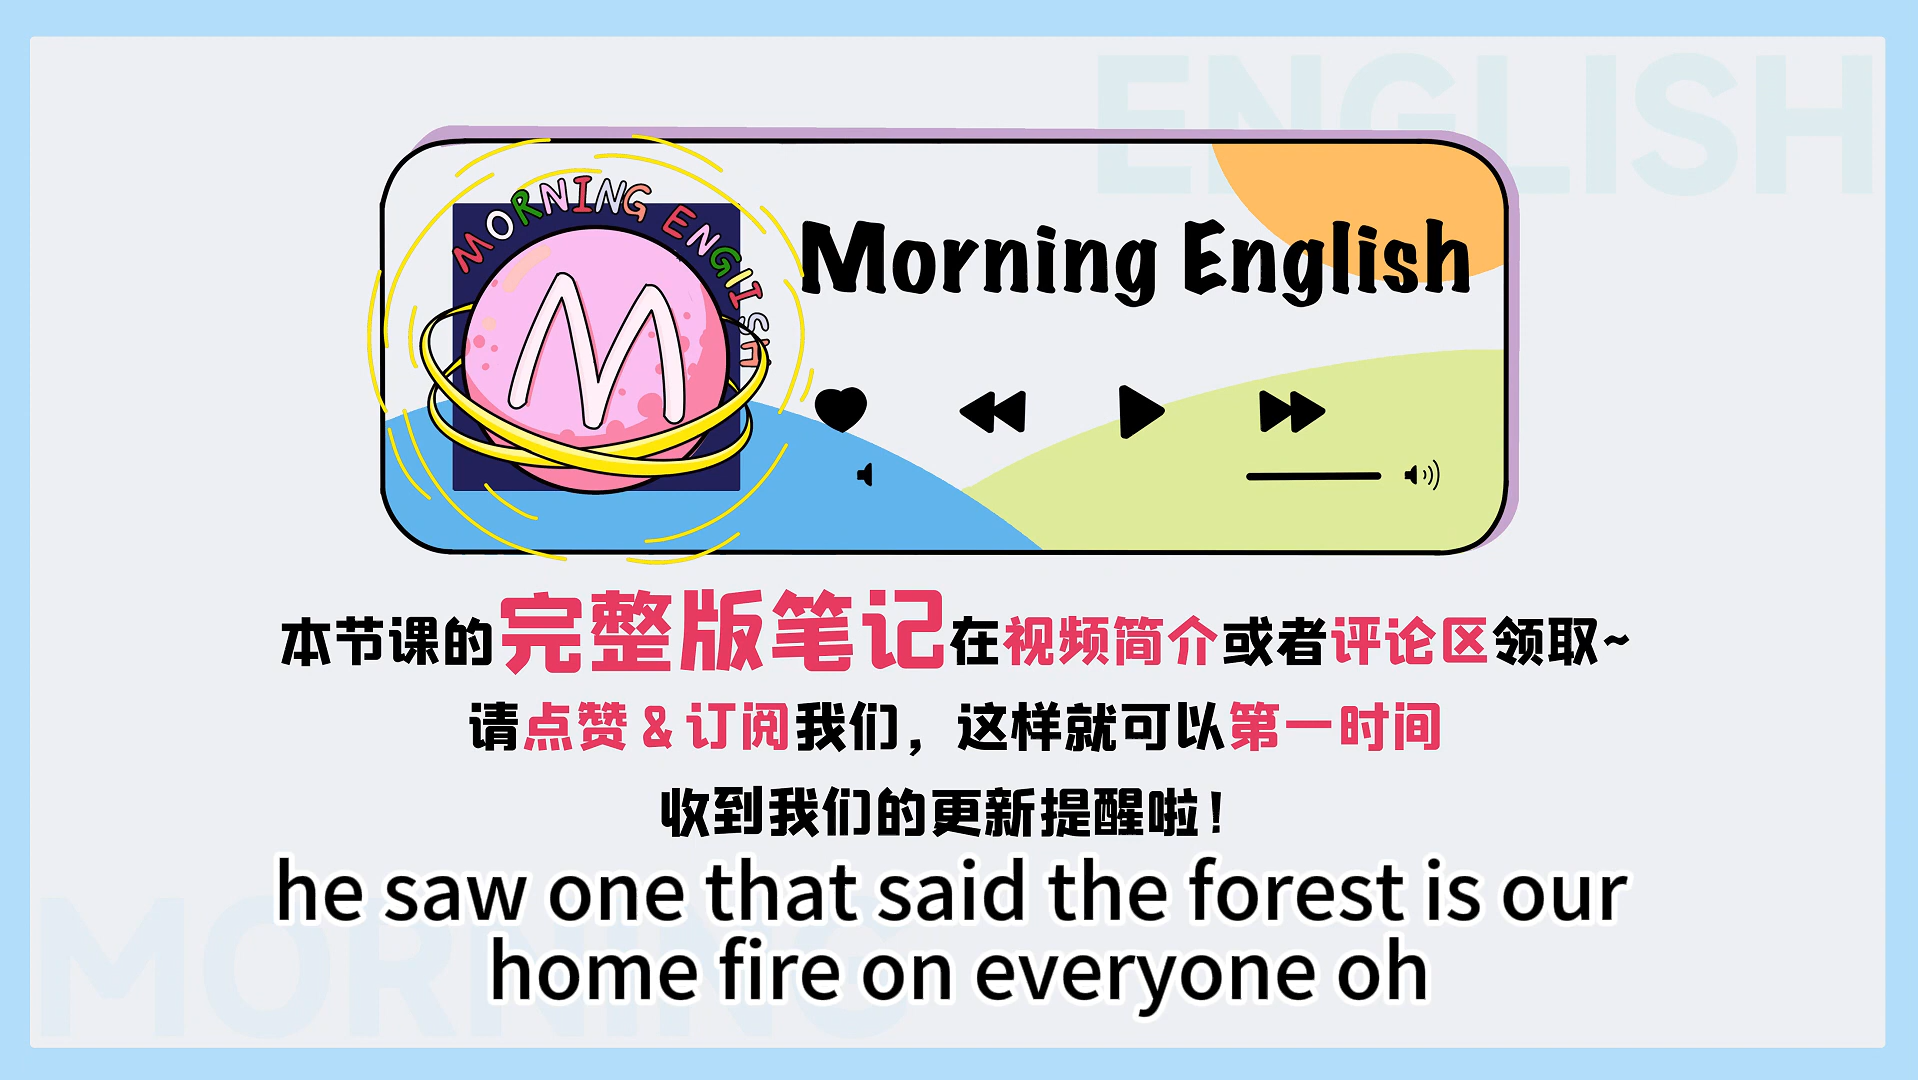 ENGLISH
MORNING ENGLISH
M
Morning English
本节课的完整版笔记在视频简介或者评论区领取~
请点赞&订阅我们，这样就可以第一时间
收到我们的更新提醒啦！
he saw one that said the forest is our
home fire on everyone oh
MORNING